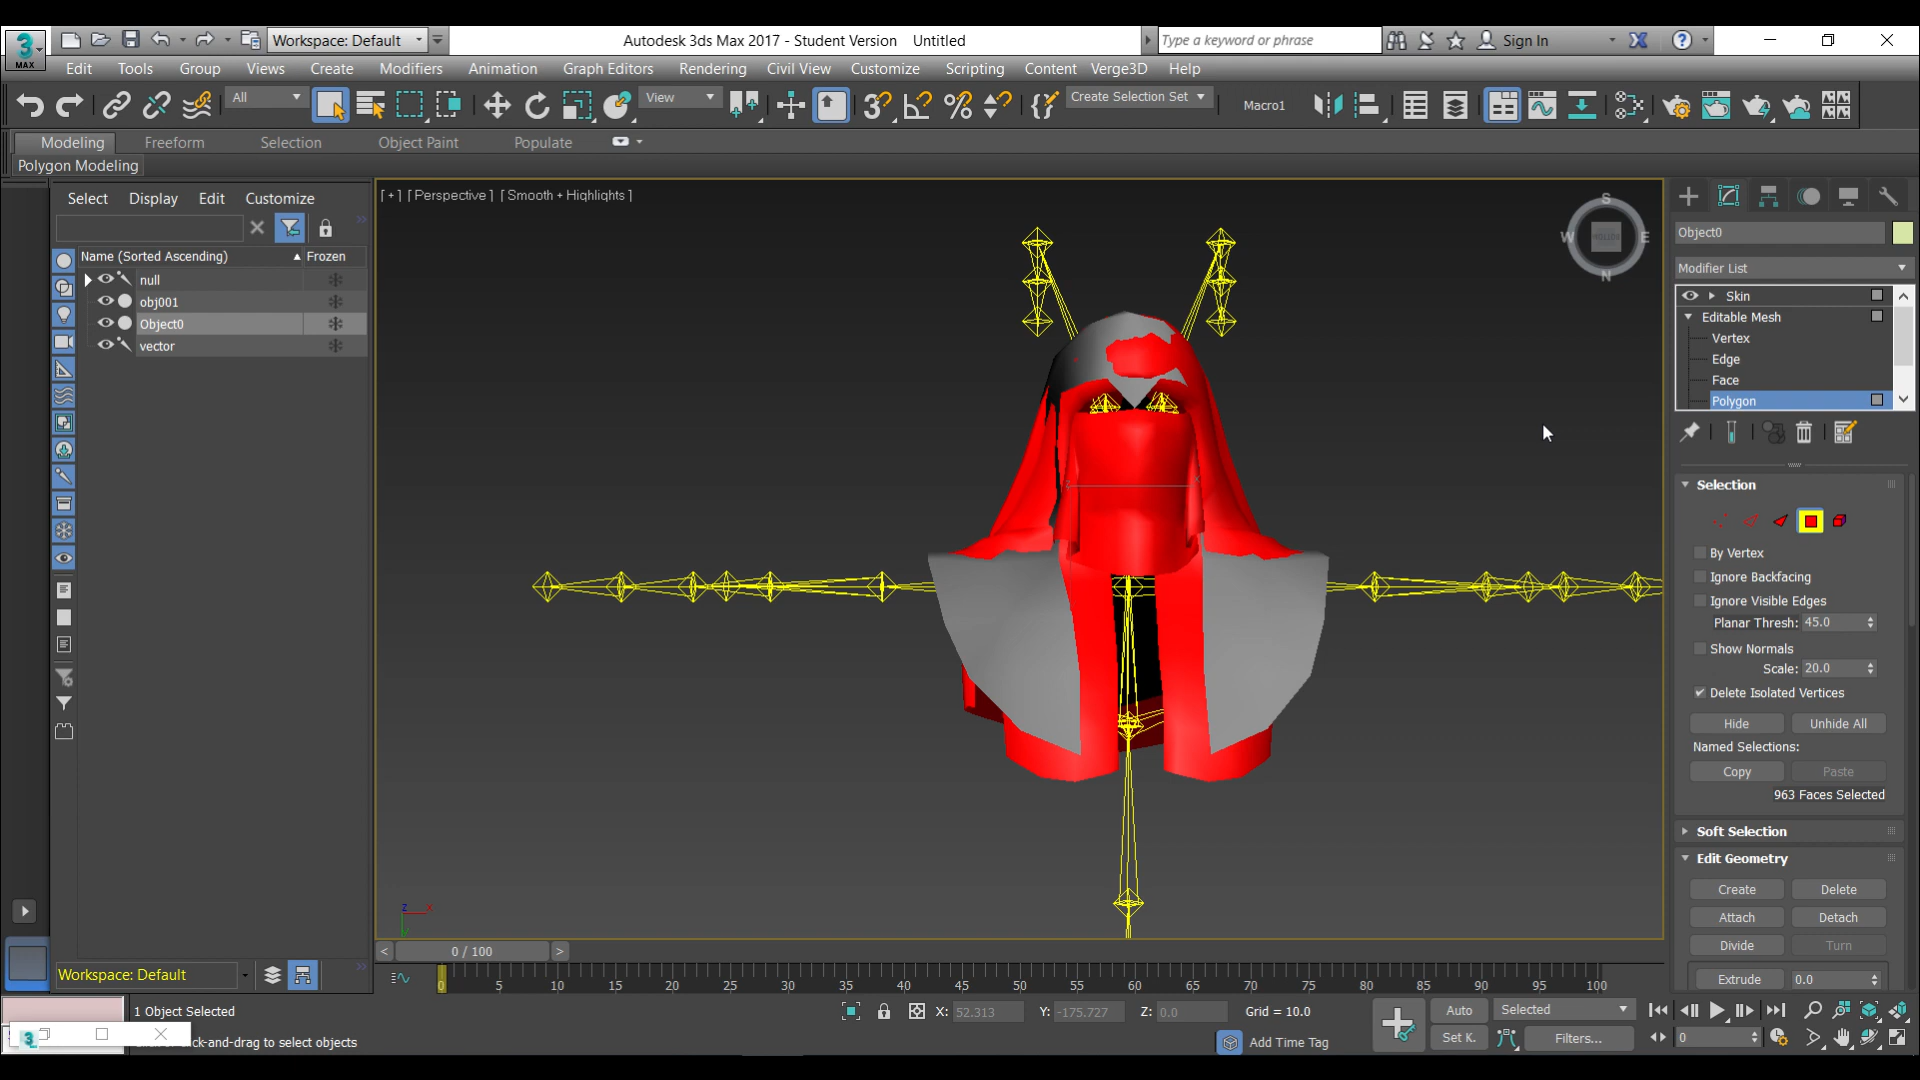 Workspace: Default
Autodesk 3ds Max 2017 - Student Version Untitled
Type a keyword or phrase
Sign In
MAX
Edit Tools Group Views Create Modifiers Animation Graph Editors Rendering Civil View Customize Scripting Content Verge3D Help
All
View
Create Selection Set
Macro1
Modeling Freeform Selection Object Paint Populate
Polygon Modeling
Select Display Edit Customize
Name (Sorted Ascending) Frozen
null
obj001
Object0
vector
[+] [Perspective] [Smooth + Highlights]
S
W E
N
Object0
Modifier List
Skin
Editable Mesh
Vertex
Edge
Face
Polygon
Selection
By Vertex
Ignore Backfacing
Ignore Visible Edges
Planar Thresh: 45.0
Show Normals
Scale: 20.0
Delete Isolated Vertices
Hide Unhide All
Named Selections:
Copy Paste
963 Faces Selected
Soft Selection
Edit Geometry
Create Delete
Attach Detach
Divide Turn
Extrude 0.0
z x
y
< 0 / 100 >
Workspace: Default
0 5 10 15 20 25 30 35 40 45 50 55 60 65 70 75 80 85 90 95 100
1 Object Selected
X: 52.313 Y: -175.727 Z: 0.0 Grid = 10.0
Auto Selected
ck-and-drag to select objects
Add Time Tag
Set K. Filters...
0